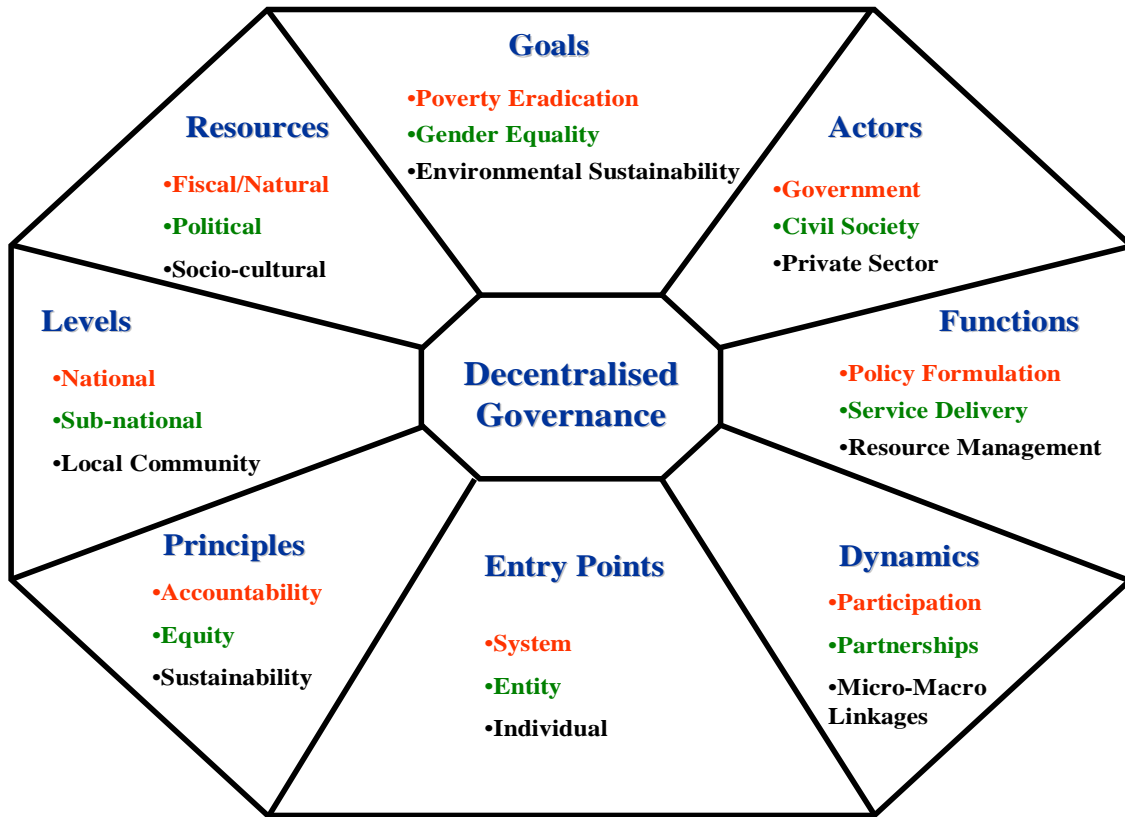 Goals
•Poverty Eradication
•Gender Equality
•Environmental Sustainability
Actors
•Government
•Civil Society
•Private Sector
Functions
•Policy Formulation
•Service Delivery
•Resource Management
Dynamics
•Participation
•Partnerships
•Micro-Macro
Linkages
Entry Points
•System
•Entity
•Individual
Principles
•Accountability
•Equity
•Sustainability
Levels
•National
•Sub-national
•Local Community
Resources
•Fiscal/Natural
•Political
•Socio-cultural
Decentralised
Governance